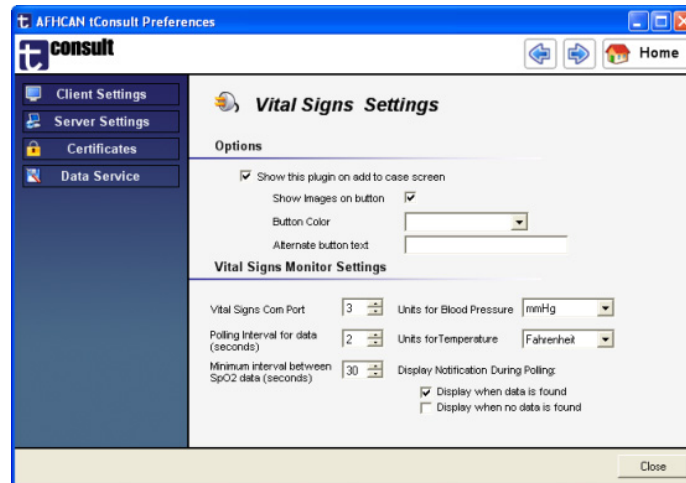 AFHCAN tConsult Preferences
t consult
Home
Client Settings
Server Settings
Certificates
Data Service
Vital Signs Settings
Options
Show this plugin on add to case screen
Show Images on button
Button Color
Alternate button text
Vital Signs Monitor Settings
Vital Signs Com Port 3 Units for Blood Pressure mmHg
Polling Interval for data
(seconds) 2 Units forTemperature Fahrenheit
Minimum interval between
SpO2 data (seconds) 30 Display Notification During Polling:
Display when data is found
Display when no data is found
Close